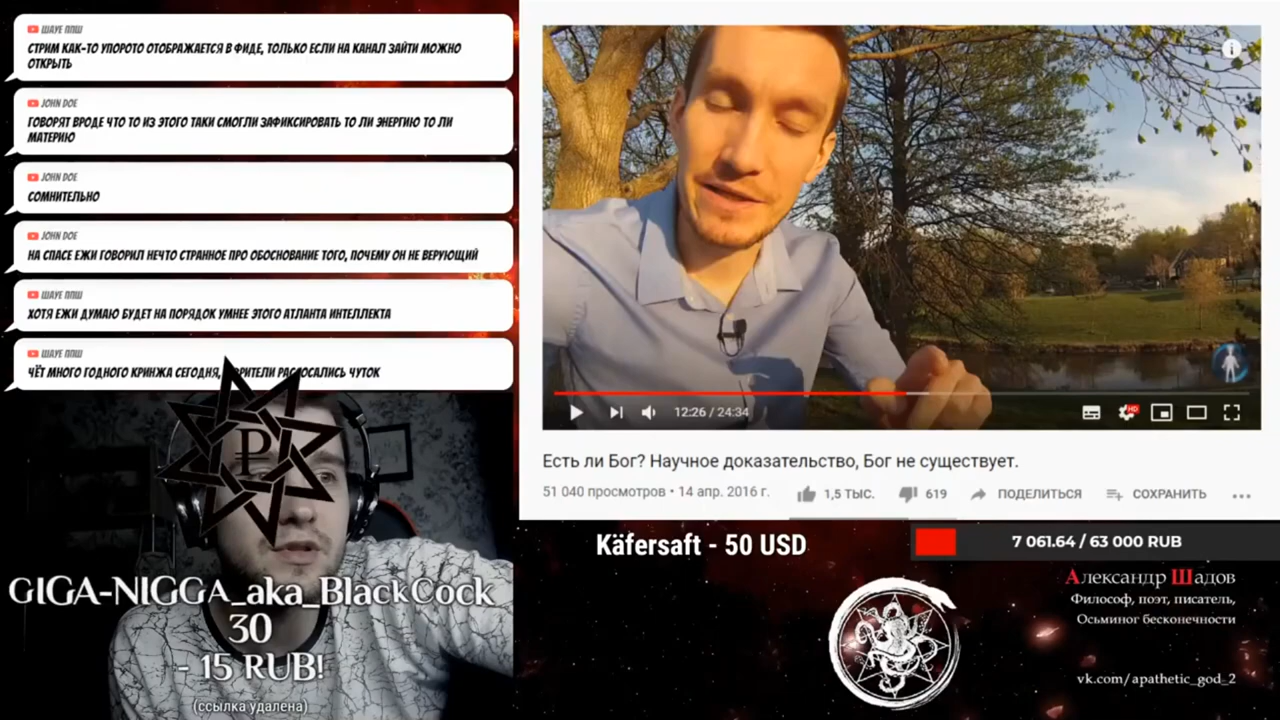 ШАУЕ ППШ
СТРИМ КАК-ТО УПОРОТО ОТОБРАЖАЕТСЯ В ФИДЕ, ТОЛЬКО ЕСЛИ НА КАНАЛ ЗАЙТИ МОЖНО
ОТКРЫТЬ
JOHN DOE
ГОВОРЯТ ВРОДЕ ЧТО ТО ИЗ ЭТОГО ТАКИ СМОГЛИ ЗАФИКСИРОВАТЬ ТО ЛИ ЭНЕРГИЮ ТО ЛИ
МАТЕРИЮ
JOHN DOE
СОМНИТЕЛЬНО
JOHN DOE
НА СПАСЕ ЕЖИ ГОВОРИЛ НЕЧТО СТРАННОЕ ПРО ОБОСНОВАНИЕ ТОГО, ПОЧЕМУ ОН НЕ ВЕРУЮЩИЙ
ШАУЕ ППШ
ХОТЯ ЕЖИ ДУМАЮ БУДЕТ НА ПОРЯДОК УМНЕЕ ЭТОГО АТЛАНТА ИНТЕЛЛЕКТА
ШАУЕ ППШ
ЧЁТ МНОГО ГОДНОГО КРИНЖА СЕГОДНЯ, ЧУТОК
₽
GIGA-NIGGA_aka_BlackCock
30
- 15 RUB!
(ссылка удалена)
12:26 / 24:34
HD
Есть ли Бог? Научное доказательство, Бог не существует.
51 040 просмотров • 14 апр. 2016 г.
1,5 ТЫС.
619
ПОДЕЛИТЬСЯ
СОХРАНИТЬ
Käfersaft - 50 USD
7 061.64 / 63 000 RUB
Александр Шадов
Философ, поэт, писатель,
Осьминог бесконечности
vk.com/apathetic_god_2